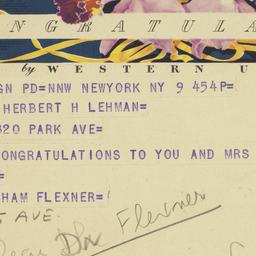 NGRATULA
by WESTERN U
GN PD=NNW NEWYORK NY 9 454P=
HERBERT H LEHMAN=
820 PARK AVE=
CONGRATULATIONS TO YOU AND MRS
=
HAM FLEXNER=
AVE.
Flexner